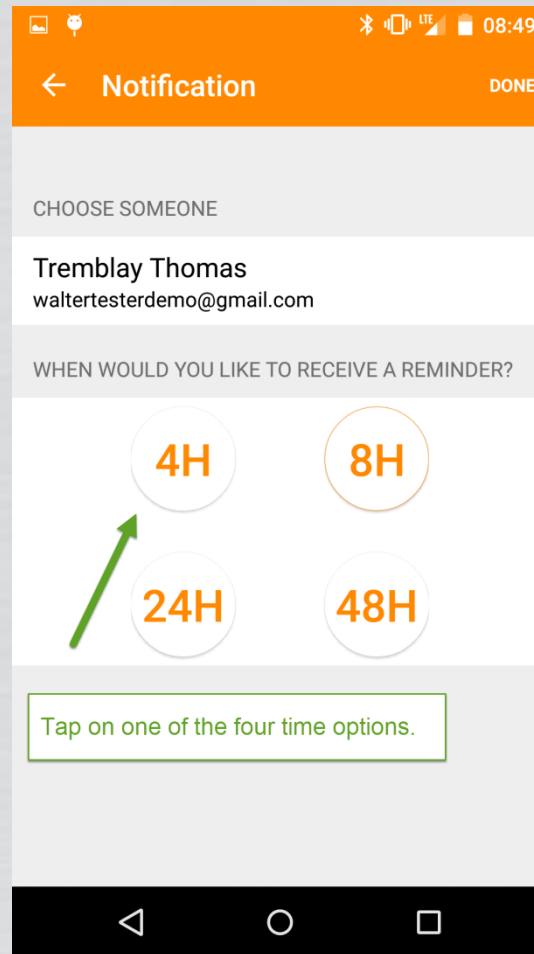 LTE 08:49
Notification DONE
CHOOSE SOMEONE
Tremblay Thomas
waltertesterdemo@gmail.com
WHEN WOULD YOU LIKE TO RECEIVE A REMINDER?
4H 8H
24H 48H
Tap on one of the four time options.